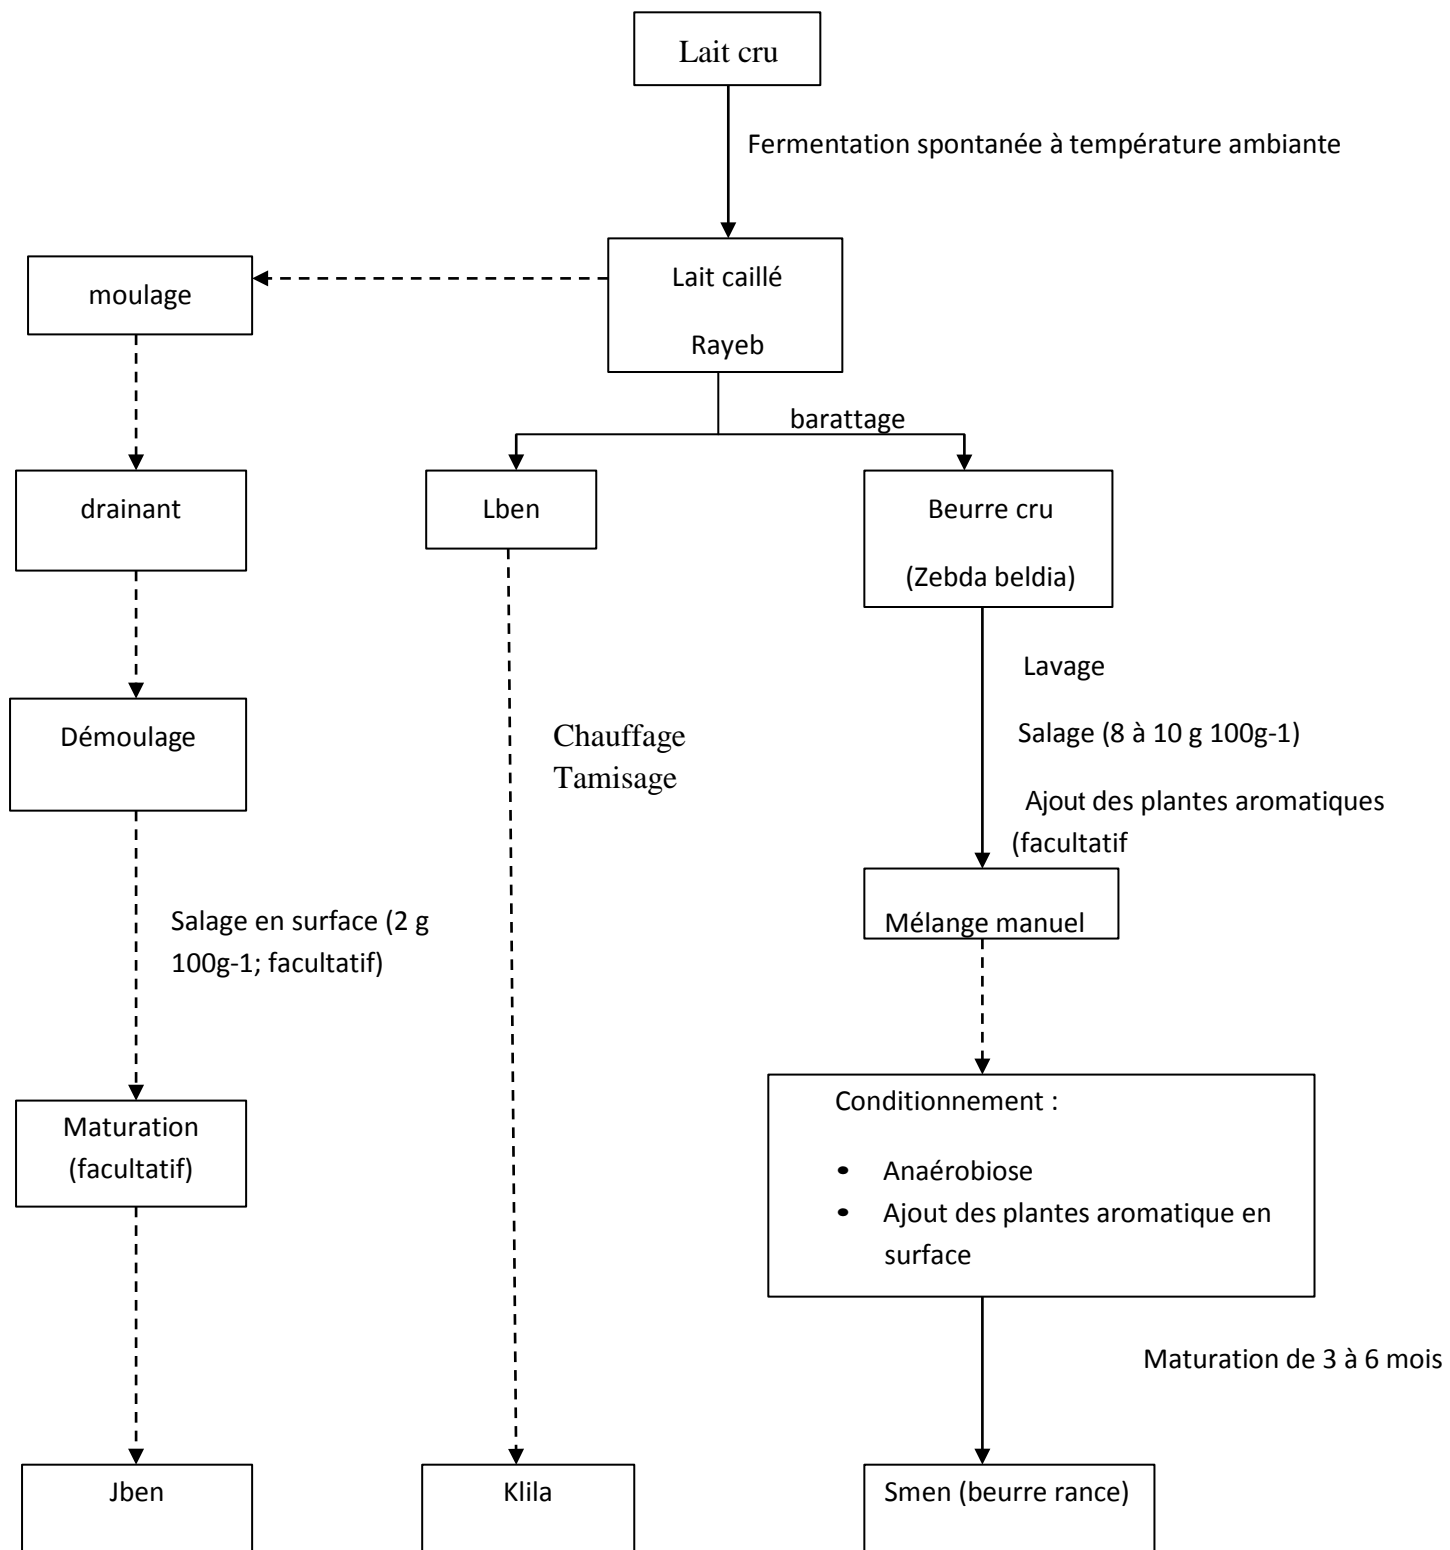 Lait cru
Fermentation spontanée à température ambiante
Lait caillé
Rayeb
moulage
barattage
drainant
Lben
Beurre cru
(Zebda beldia)
Lavage
Salage (8 à 10 g 100g-1)
Ajout des plantes aromatiques
(facultatif
Démoulage
Chauffage
Tamisage
Salage en surface (2 g
100g-1; facultatif)
Mélange manuel
Maturation
(facultatif)
Conditionnement :
• Anaérobiose
• Ajout des plantes aromatique en
surface
Maturation de 3 à 6 mois
Jben
Klila
Smen (beurre rance)